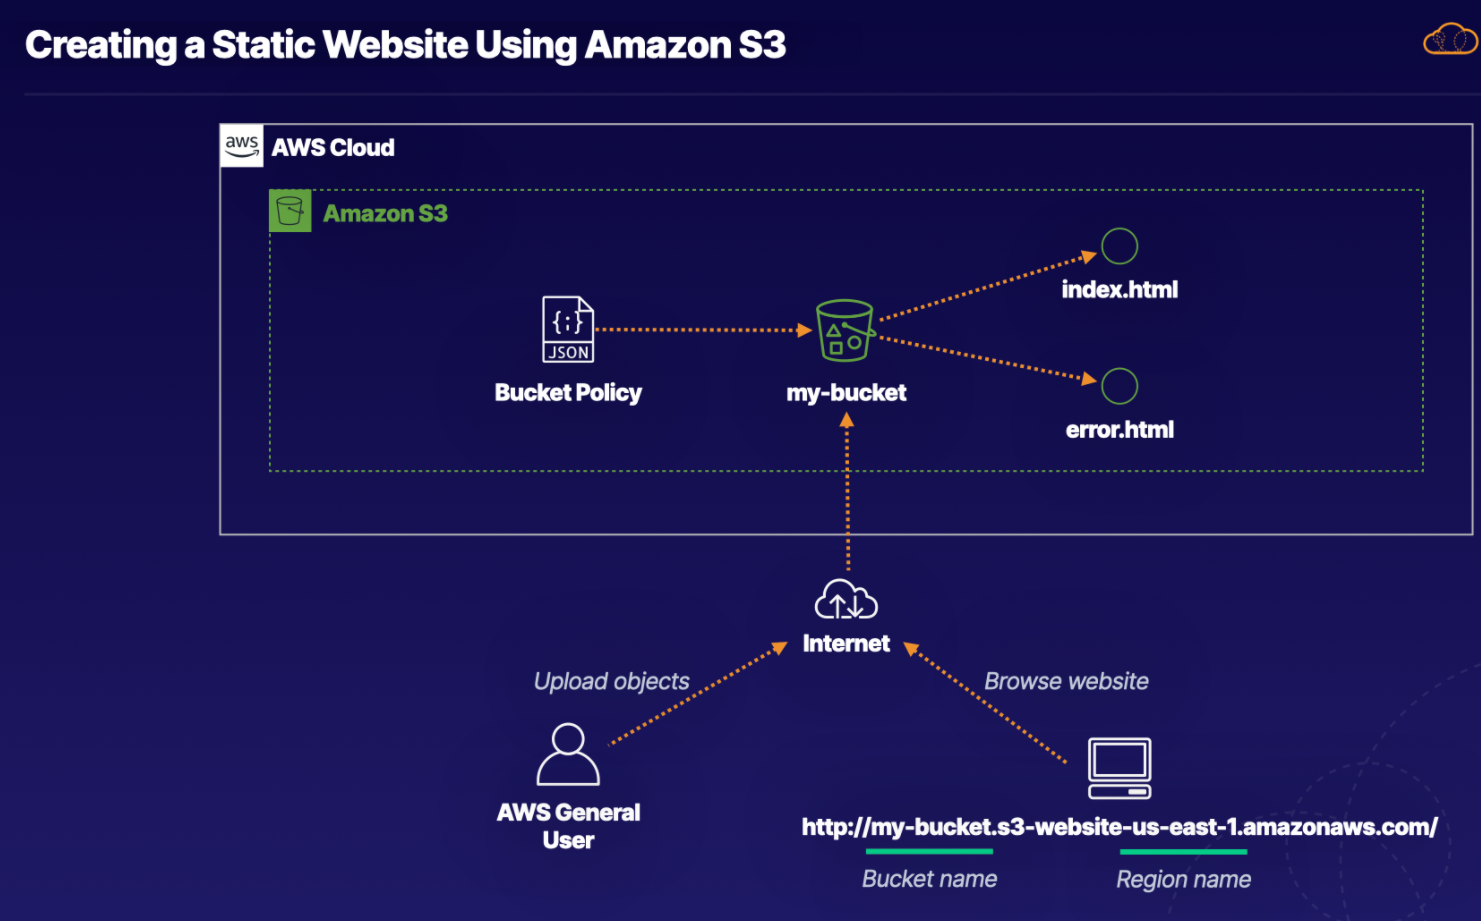 Creating a Static Website Using Amazon S3
aws
AWS Cloud
Amazon S3
index.html
{;}
JSON
Bucket Policy
my-bucket
error.html
Internet
Upload objects
Browse website
AWS General
User
http://my-bucket.s3-website-us-east-1.amazonaws.com/
Bucket name
Region name